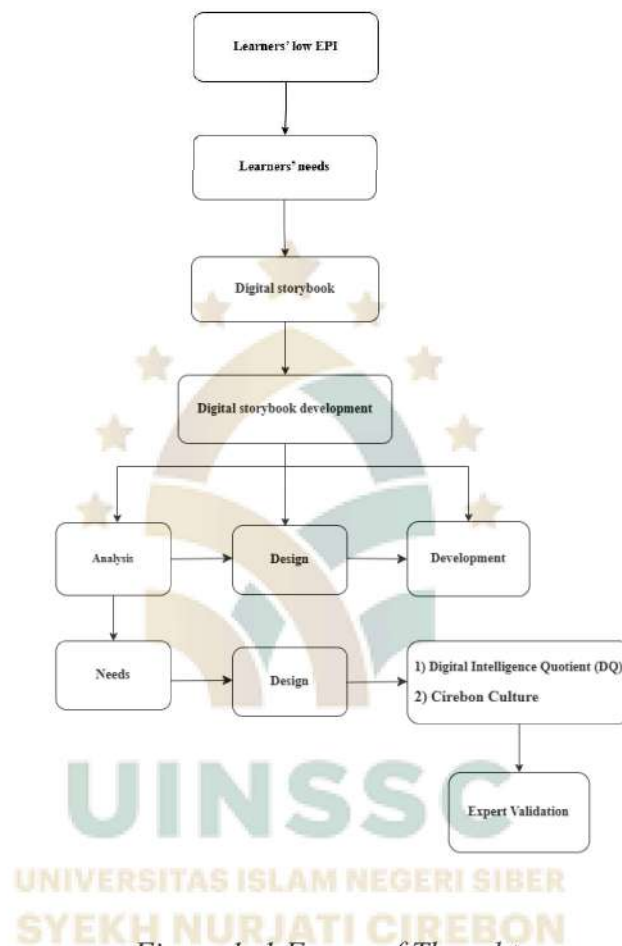 Learners' low EPI
Learners' needs
Digital storybook
Digital storybook development
Analysis
Design
Development
Needs
Design
1) Digital Intelligence Quotient (DQ)
2) Cirebon Culture
Expert Validation
UINSSC
UNIVERSITAS ISLAM NEGERI SIBER
SYEKH NURJATI CIREBON